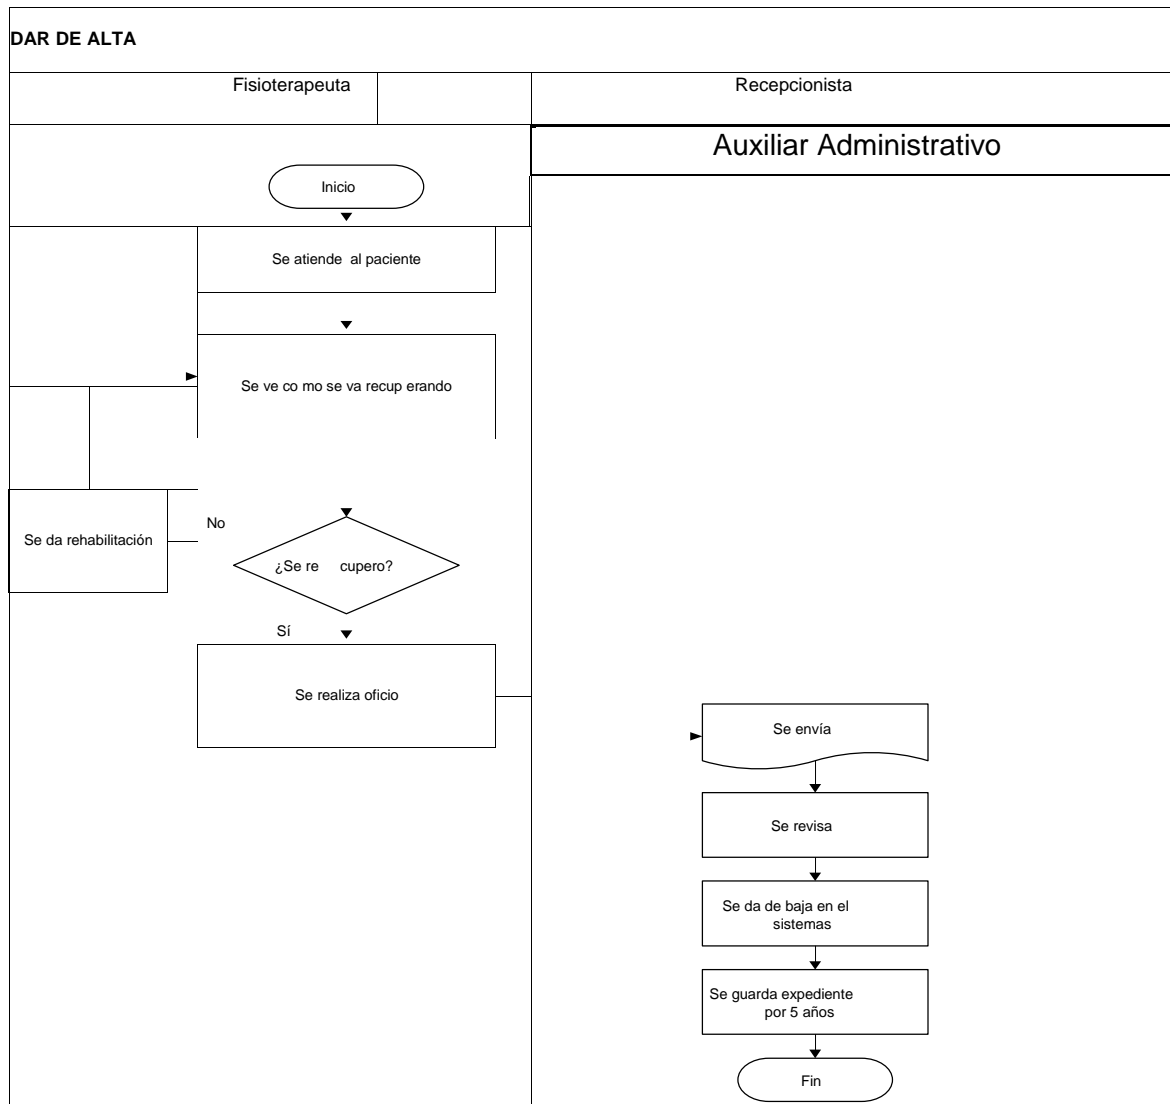 DAR DE ALTA
Fisioterapeuta
Recepcionista
Auxiliar Administrativo
Inicio
Se atiende al paciente
Se ve co mo se va recup erando
No
Se da rehabilitación
¿Se re cupero?
Sí
Se realiza oficio
Se envía
Se revisa
Se da de baja en el
sistemas
Se guarda expediente
por 5 años
Fin